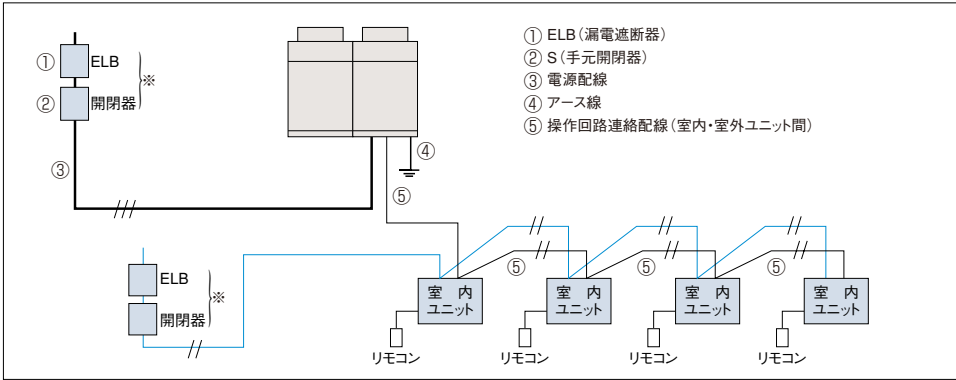 ① ELB(漏電遮断器)
② S(手元開閉器)
③ 電源配線
④ アース線
⑤ 操作回路連絡配線(室内・室外ユニット間)
① ELB
※
② 開閉器
③
④
⑤
ELB
※
開閉器
⑤
⑤
⑤
室 内
ユニット
室 内
ユニット
室 内
ユニット
室 内
ユニット
リモコン
リモコン
リモコン
リモコン